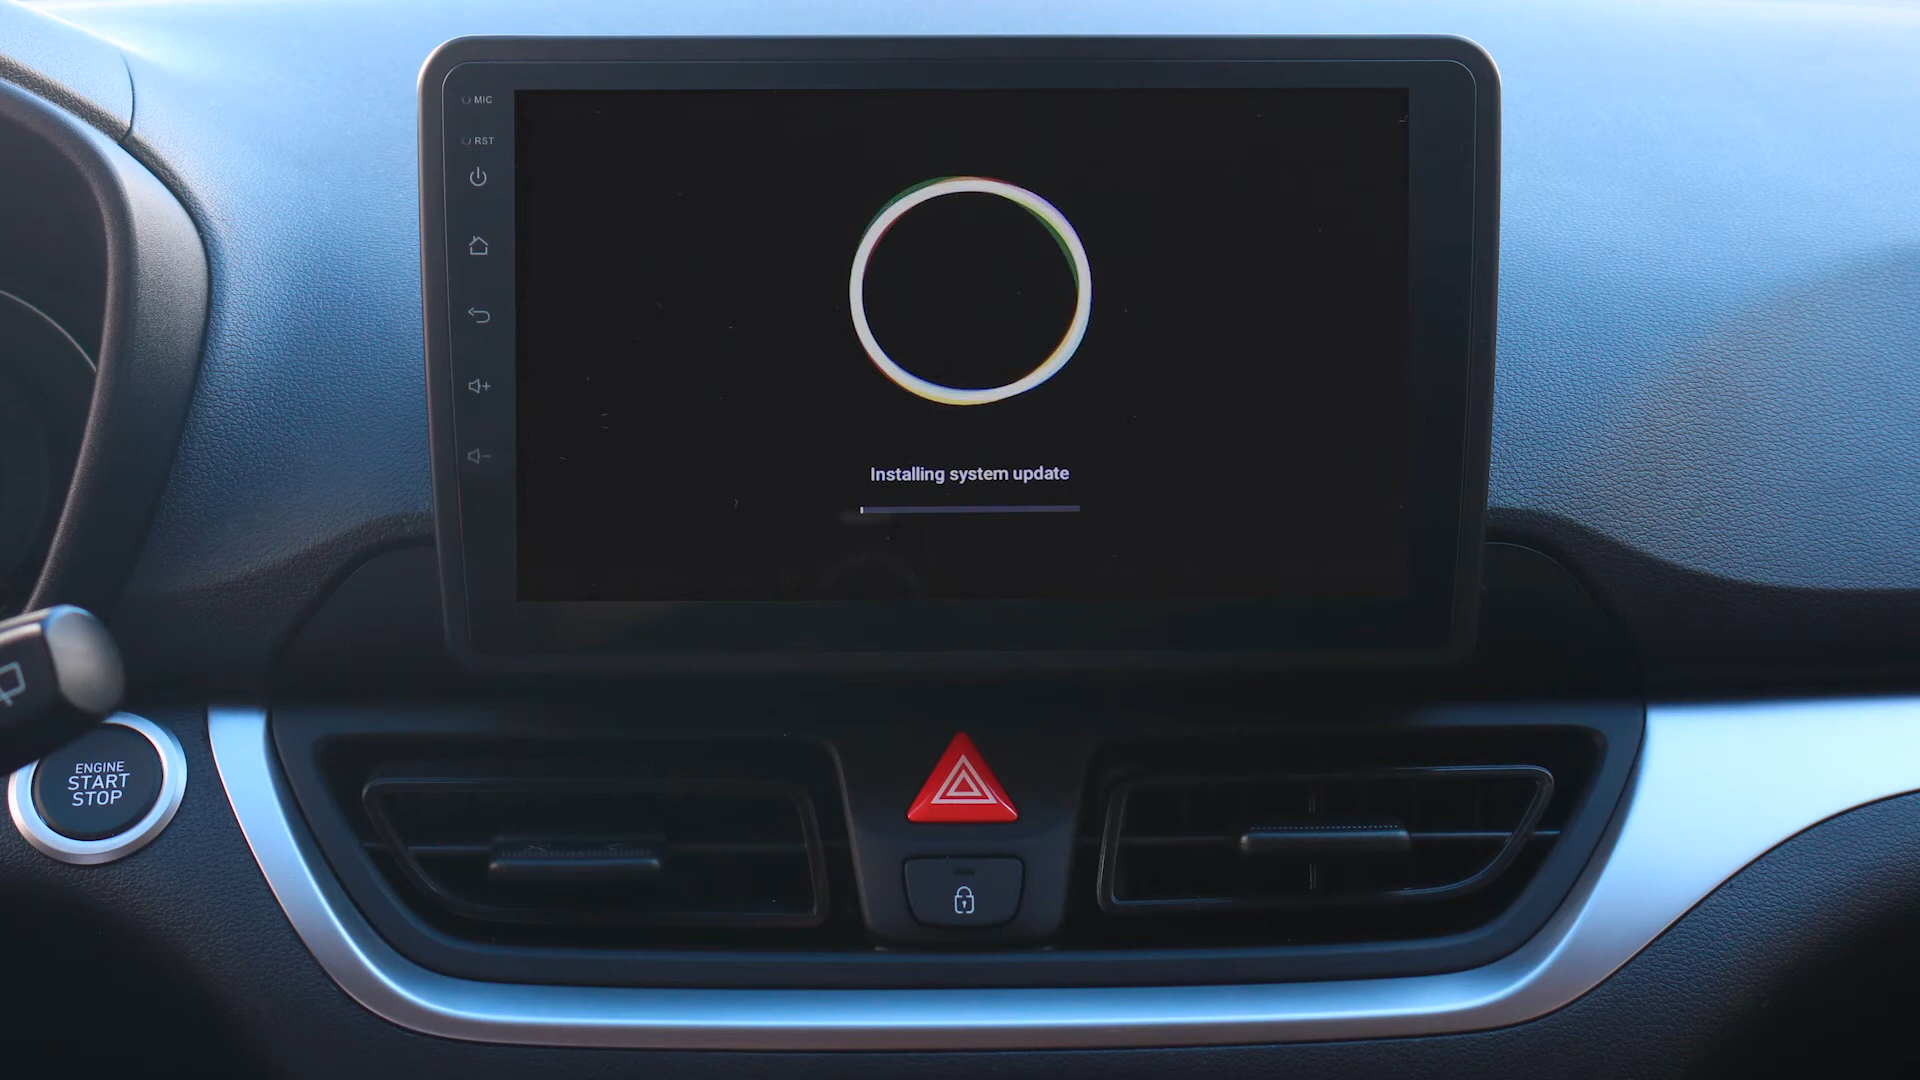 MIC
RST
Installing system update
ENGINE
START
STOP